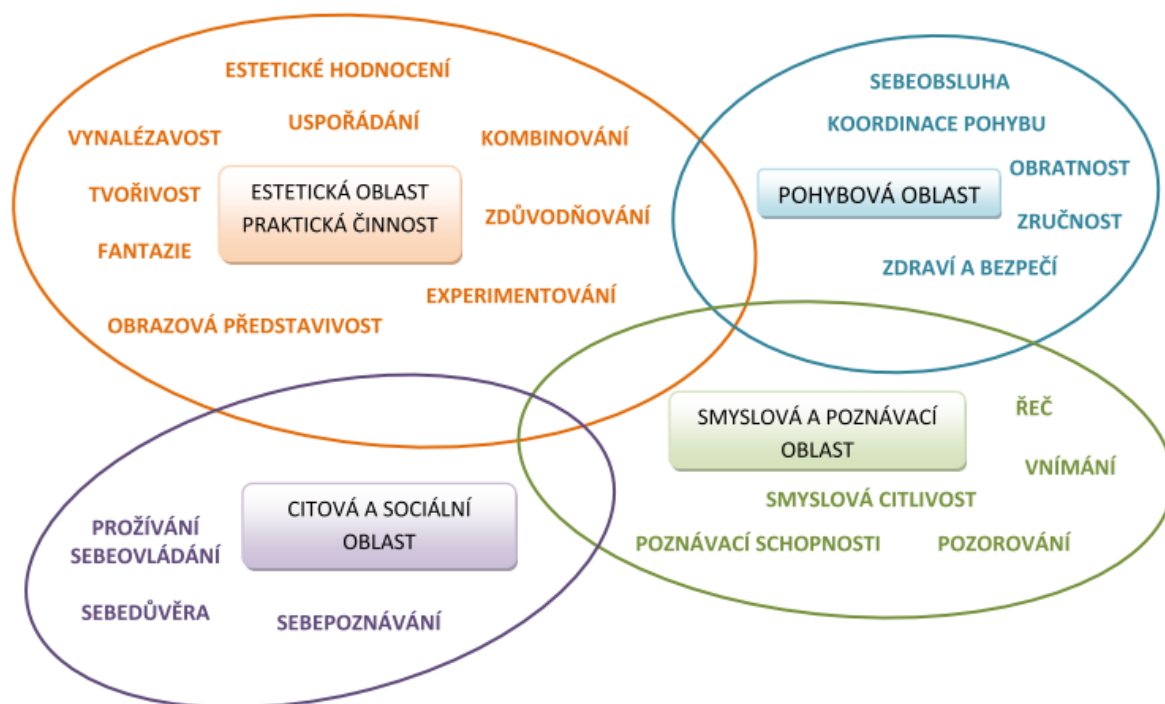 ESTETICKÉ HODNOCENÍ
USPOŘÁDÁNÍ
VYNALÉZAVOST
KOMBINOVÁNÍ
TVOŘIVOST
ESTETICKÁ OBLAST
PRAKTICKÁ ČINNOST
ZDŮVODŇOVÁNÍ
FANTAZIE
EXPERIMENTOVÁNÍ
OBRAZOVÁ PŘEDSTAVIVOST
SEBEOBSLUHA
KOORDINACE POHYBU
OBRATNOST
POHYBOVÁ OBLAST
ZRUČNOST
ZDRAVÍ A BEZPEČÍ
SMYSLOVÁ A POZNÁVACÍ
OBLAST
ŘEČ
VNÍMÁNÍ
SMYSLOVÁ CITLIVOST
POZNÁVACÍ SCHOPNOSTI
POZOROVÁNÍ
CITOVÁ A SOCIÁLNÍ
OBLAST
PROŽÍVÁNÍ
SEBEOVLÁDÁNÍ
SEBEDŮVĚRA
SEBEPOZNÁVÁNÍ